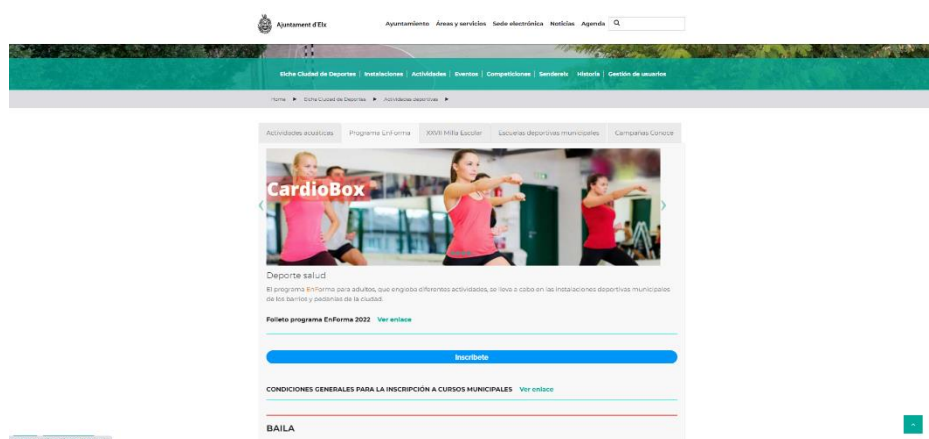 Ajuntament d'Elx
Ayuntamiento Áreas y servicios Sede electrónica Noticias Agenda
Elche Ciudad de Deportes | Instalaciones | Actividades | Eventos | Competiciones | Senderels Historia | Gestión de usuarios
Home ► Elche Ciudad de Deportes ► Actividades deportivas ►
Actividades acuáticas Programa EnForma XXVII Milla Escolar Escuelas deportivas municipales Campañas Conoce
CardioBox
Deporte salud
El programa EnForma para adultos, que engloba diferentes actividades, se lleva a cabo en las instalaciones deportivas municipales
de los barrios y pedanías de la ciudad.
Folleto programa EnForma 2022 Ver enlace
Inscríbete
CONDICIONES GENERALES PARA LA INSCRIPCIÓN A CURSOS MUNICIPALES Ver enlace
BAILA